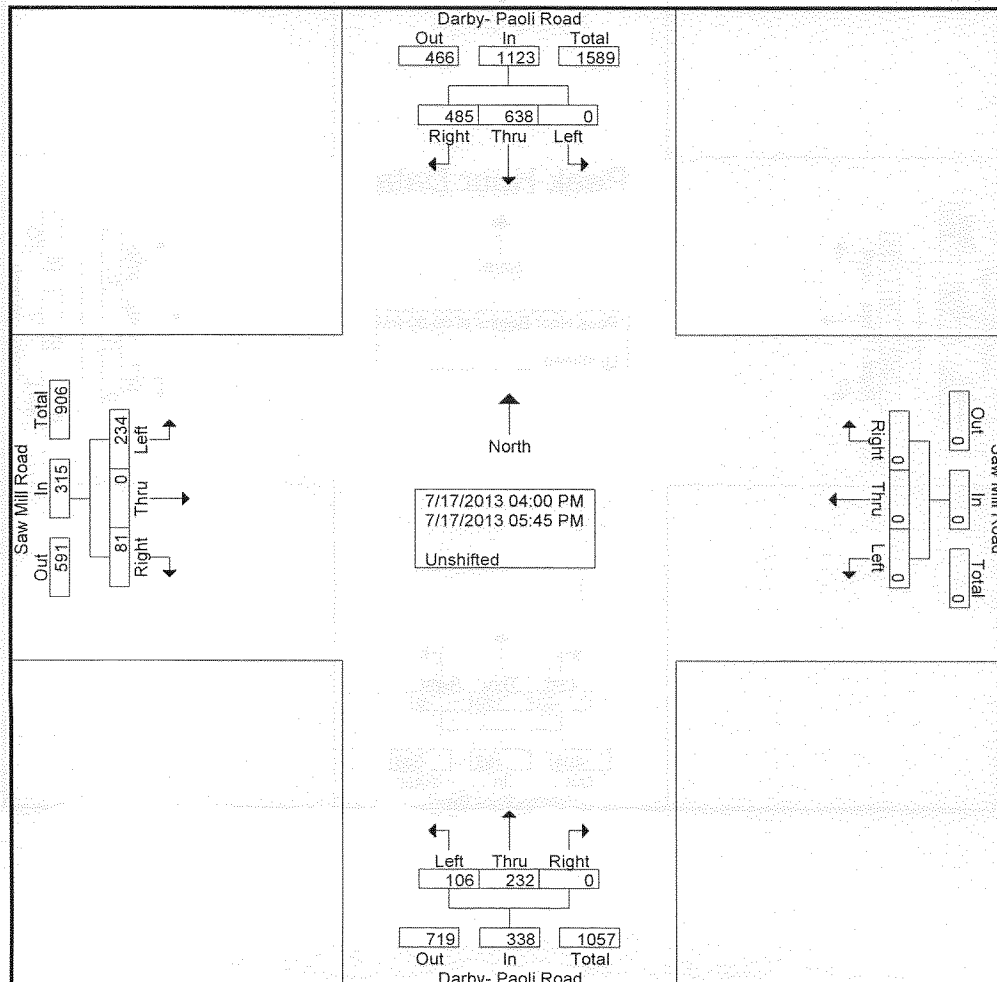 Darby- Paoli Road
Out In Total
466 1123 1589
485 638 0
Right Thru Left
North
7/17/2013 04:00 PM
7/17/2013 05:45 PM
Unshifted
Saw Mill Road
Total In Out
906 315 591
234 0 81
Left Thru Right
Out In Total
0 0 0
Right Thru Left
0 0 0
Mill Road
Left Thru Right
106 232 0
719 338 1057
Out In Total
Darby- Paoli Road